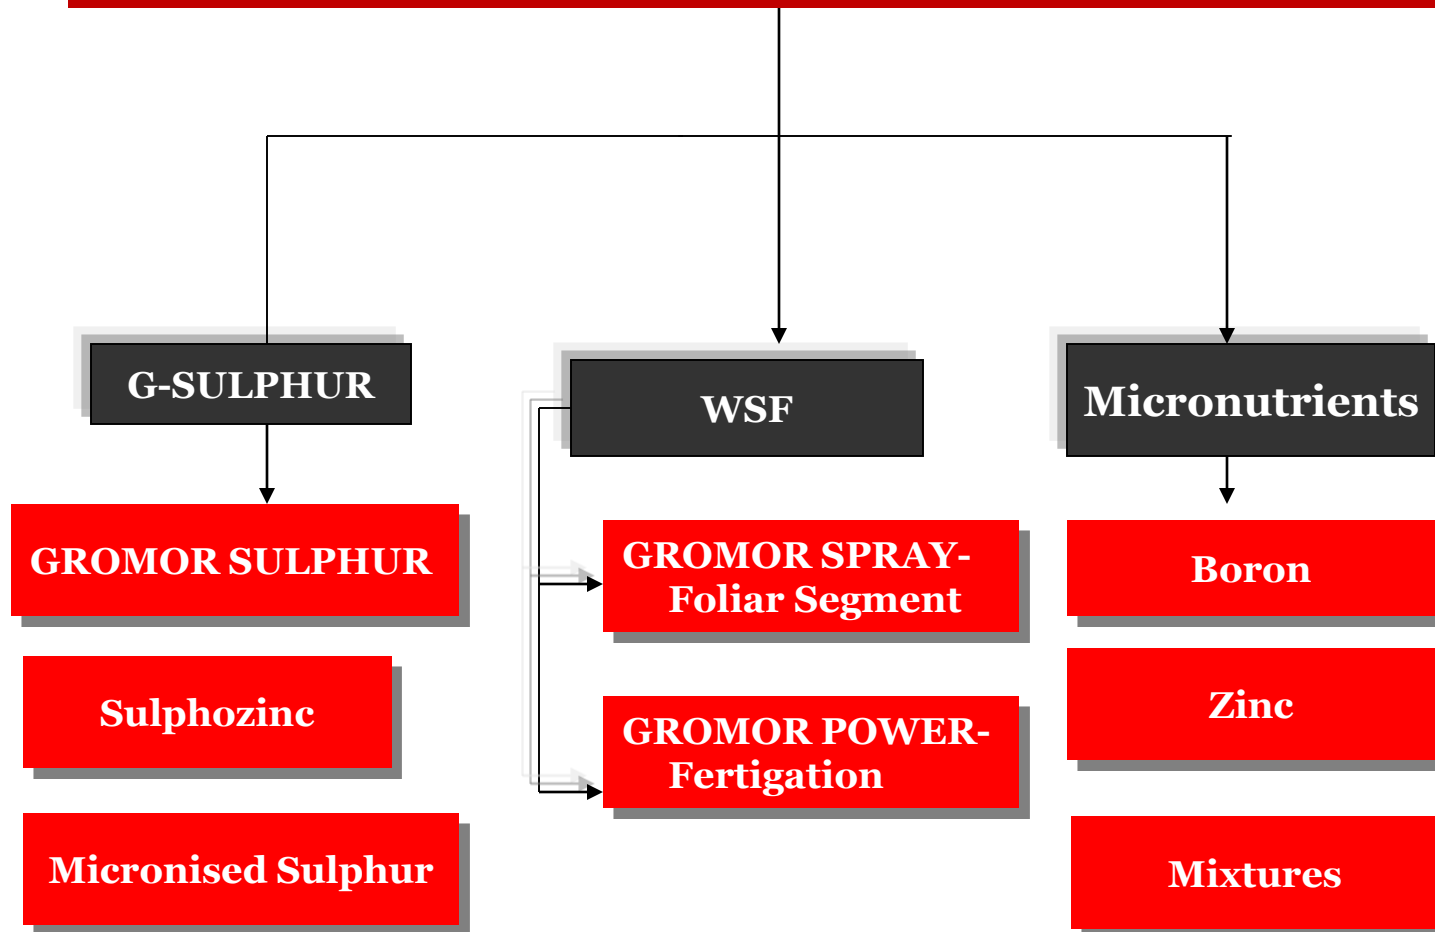 G-SULPHUR
WSF
Micronutrients
GROMOR SULPHUR
Sulphozinc
Micronised Sulphur
GROMOR SPRAY-
Foliar Segment
GROMOR POWER-
Fertigation
Boron
Zinc
Mixtures